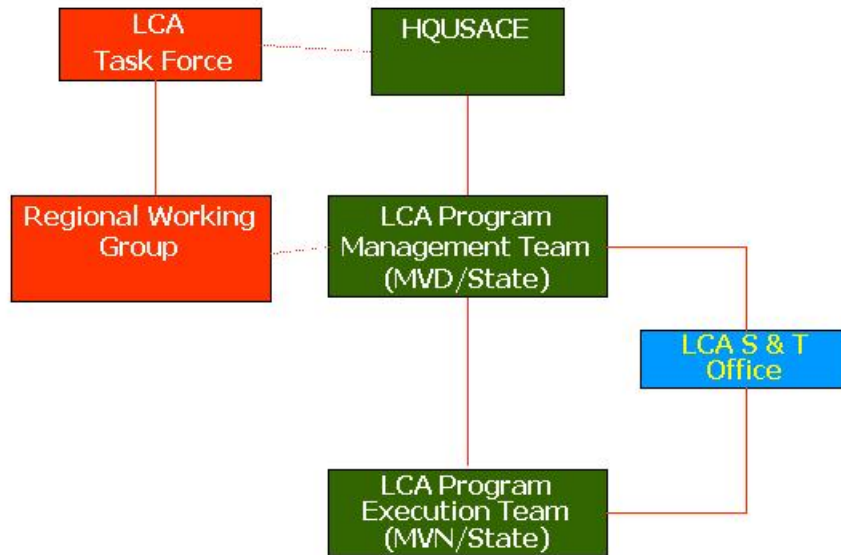 LCA
Task Force
HQUSACE
Regional Working
Group
LCA Program
Management Team
(MVD/State)
LCA S & T
Office
LCA Program
Execution Team
(MVN/State)